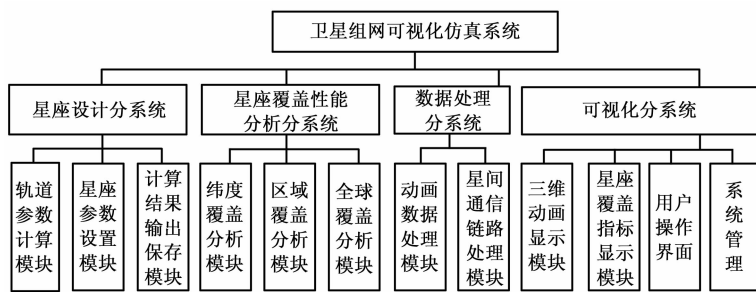 卫星组网可视化仿真系统
星座设计分系统
星座覆盖性能
分析分系统
数据处理
分系统
可视化分系统
轨道
参数
计算
模块
星座
参数
设置
模块
计算
结果
输出
保存
模块
纬度
覆盖
分析
模块
区域
覆盖
分析
模块
全球
覆盖
分析
模块
动画
数据
处理
模块
星间
通信
链路
处理
模块
三维
动画
显示
模块
星座
覆盖
指标
显示
模块
用户
操作
界面
系统
管理